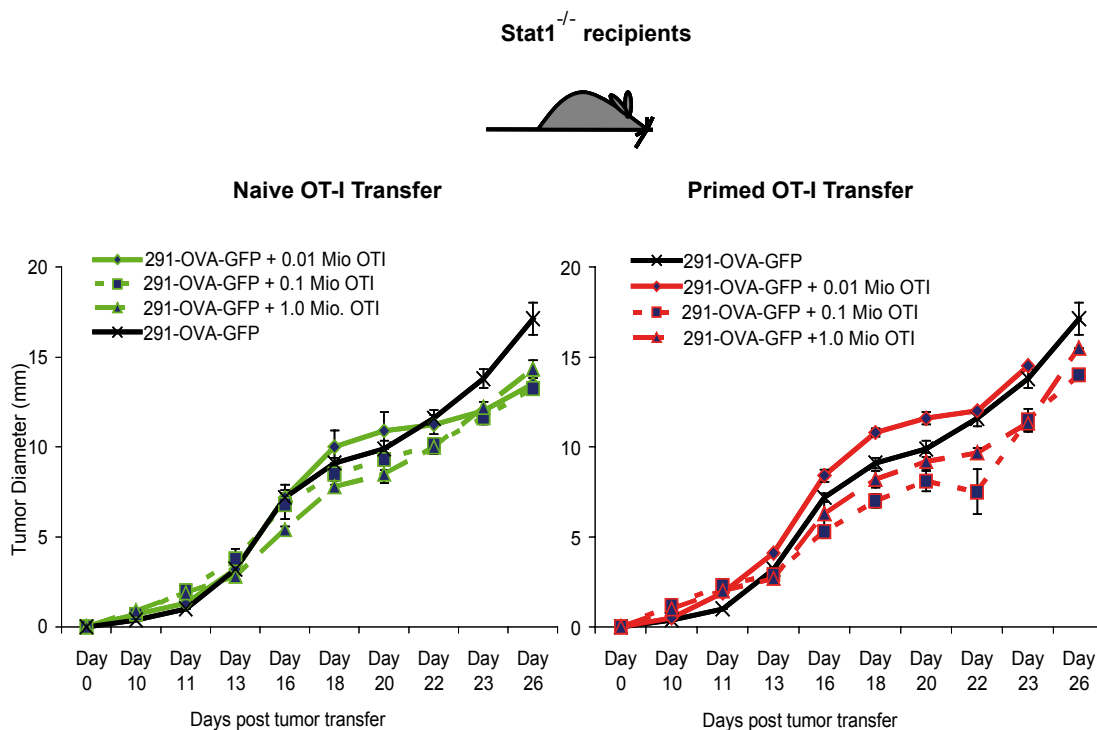 Stat1-/- recipients
Naive OT-I Transfer
Primed OT-I Transfer
Tumor Diameter (mm)
20
15
10
5
0
291-OVA-GFP + 0.01 Mio OTI
291-OVA-GFP + 0.1 Mio OTI
291-OVA-GFP + 1.0 Mio. OTI
291-OVA-GFP
Day Day Day Day Day Day Day Day Day Day
0 10 11 13 16 18 20 22 23 26
Days post tumor transfer
20
15
10
5
0
291-OVA-GFP
291-OVA-GFP + 0.01 Mio OTI
291-OVA-GFP + 0.1 Mio OTI
291-OVA-GFP +1.0 Mio OTI
Day Day Day Day Day Day Day Day Day Day
0 10 11 13 16 18 20 22 23 26
Days post tumor transfer